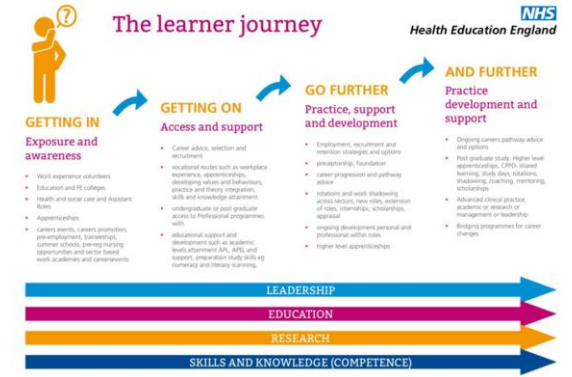 ?
The learner journey
NHS
Health Education England
GETTING IN
Exposure and
awareness
• Work experience volunteers
• Education and FE colleges
• Health and social care and Assistant
Roles
• Apprenticeships
• careers events, careers promotion,
pre-employment, traineeships,
summer schools, pre-reg nursing
opportunities and sector based
work academies and careerevents
GETTING ON
Access and support
• Career advice, selection and
recruitment
• vocational routes such as workplace
experience, apprenticeships,
developing values and behaviours,
practice and theory integration,
skills and knowledge attainment.
• undergraduate or post graduate
access to Professional programmes
with
• educational support and
development such as academic
levels attainment APL, APEL and
support, preparation study skills eg
numeracy and literacy scanning,
GO FURTHER
Practice, support
and development
• Employment, recruitment and
retention strategies and options
• preceptorship, foundation
• career progression and pathway
advice
• rotations and work shadowing
across sectors, new roles, extension
of roles, internships, scholarships,
appraisal
• ongoing development personal and
professional within roles
• higher level apprenticeships
AND FURTHER
Practice
development and
support
• Ongoing careers pathway advice
and options
• Post graduate study, Higher level
apprenticeships, CPPD- shared
learning, study days, rotations,
shadowing, coaching, mentoring,
scholarships
• Advanced clinical practice,
academic or research or
management or leadership
• Bridging programmes for career
changes
LEADERSHIP
EDUCATION
RESEARCH
SKILLS AND KNOWLEDGE (COMPETENCE)